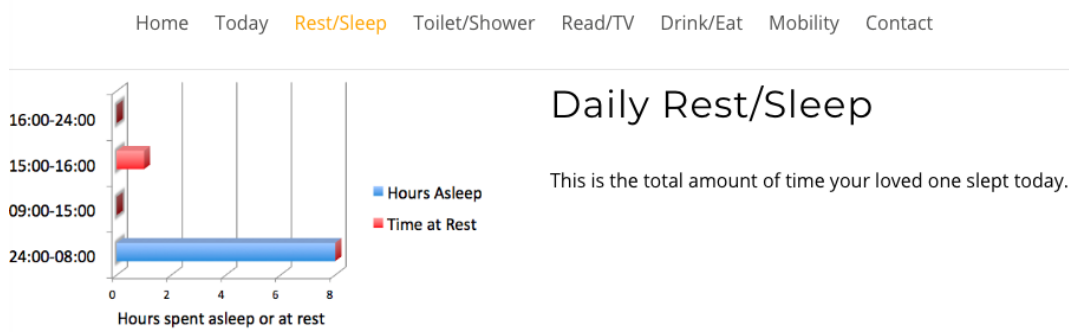 Home Today Rest/Sleep Toilet/Shower Read/TV Drink/Eat Mobility Contact
16:00-24:00
15:00-16:00
09:00-15:00
24:00-08:00
0 2 4 6 8
Hours spent asleep or at rest
Hours Asleep
Time at Rest
Daily Rest/Sleep
This is the total amount of time your loved one slept today.